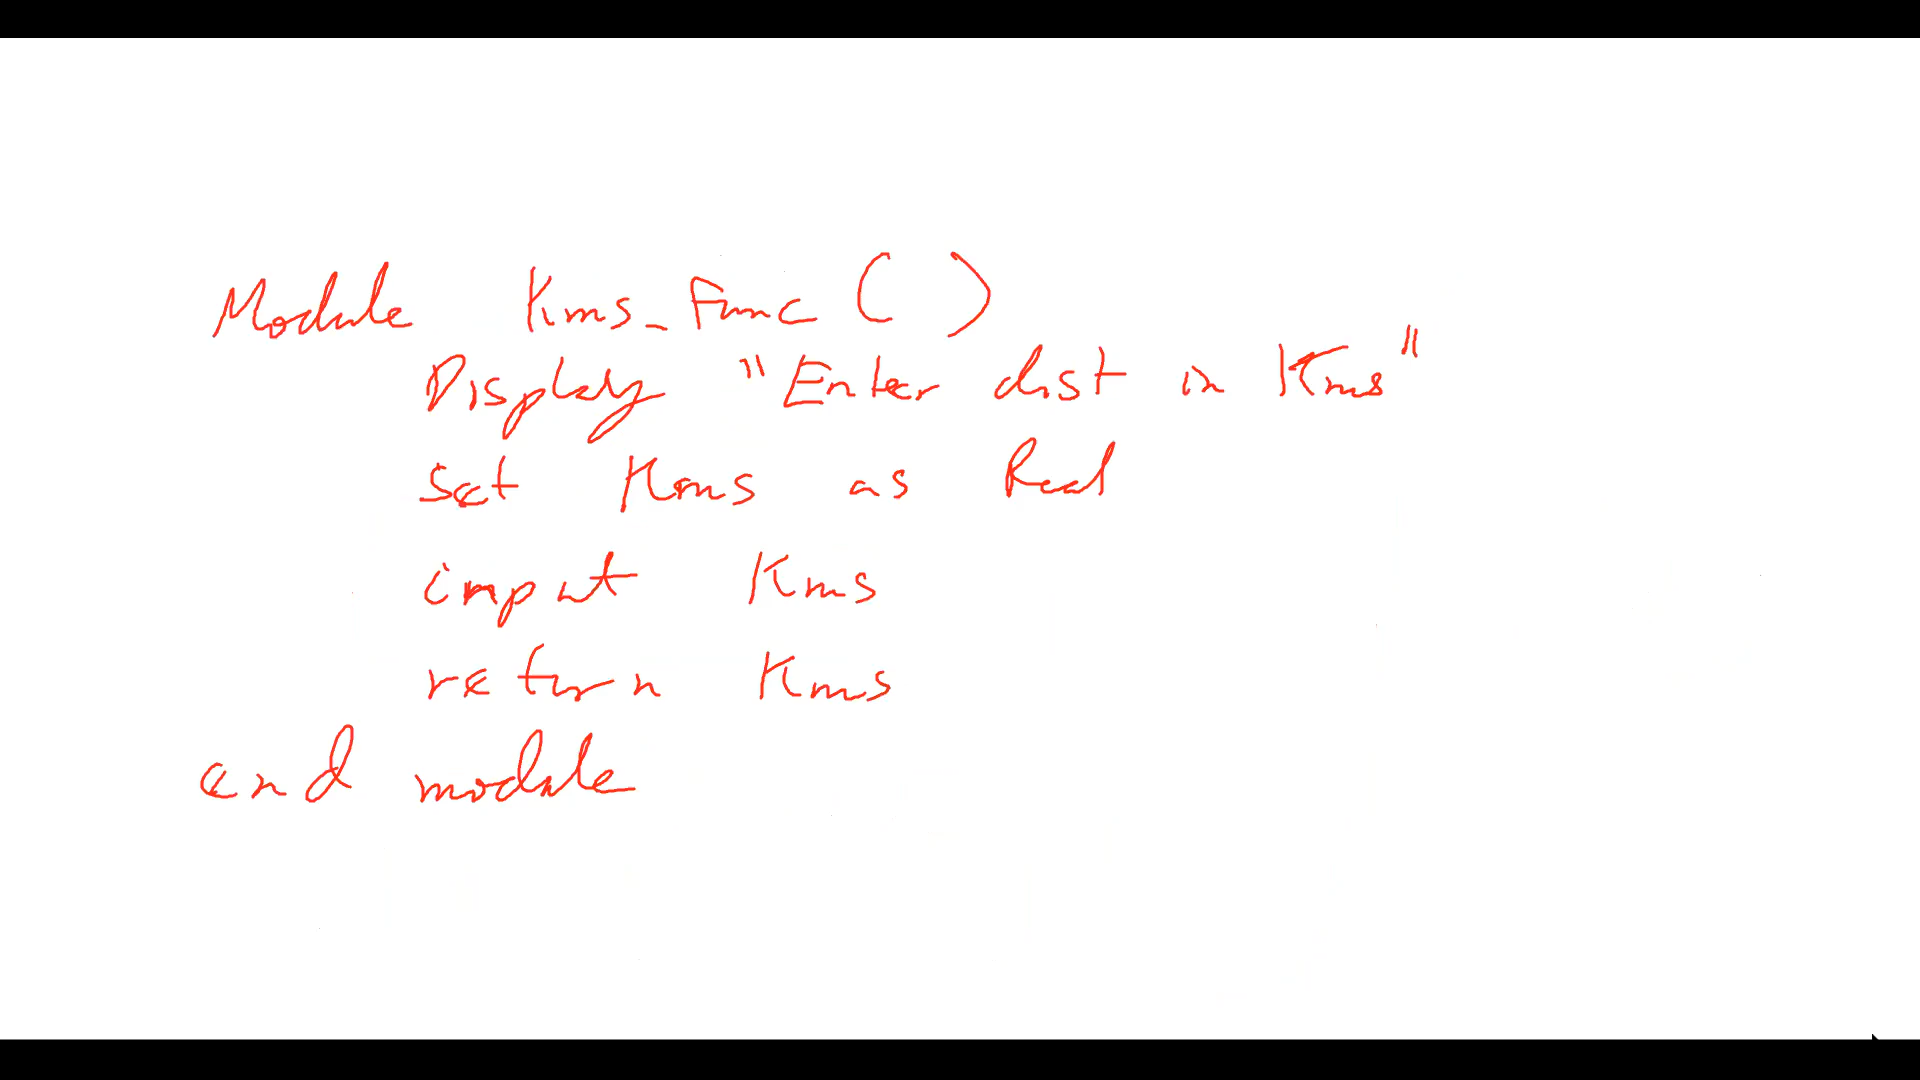 Module Kms_Func ( )
Display "Enter dist in Kms"
set Kms as Real
input Kms
return Kms
end module